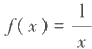 f(x) = 1/x